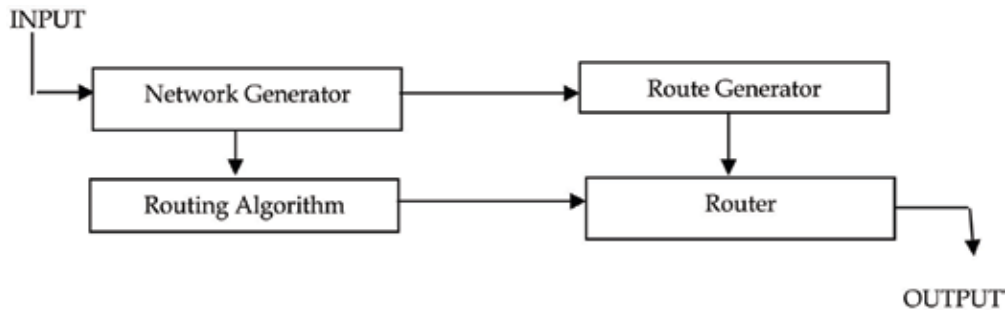 INPUT
Network Generator
Route Generator
Routing Algorithm
Router
OUTPUT